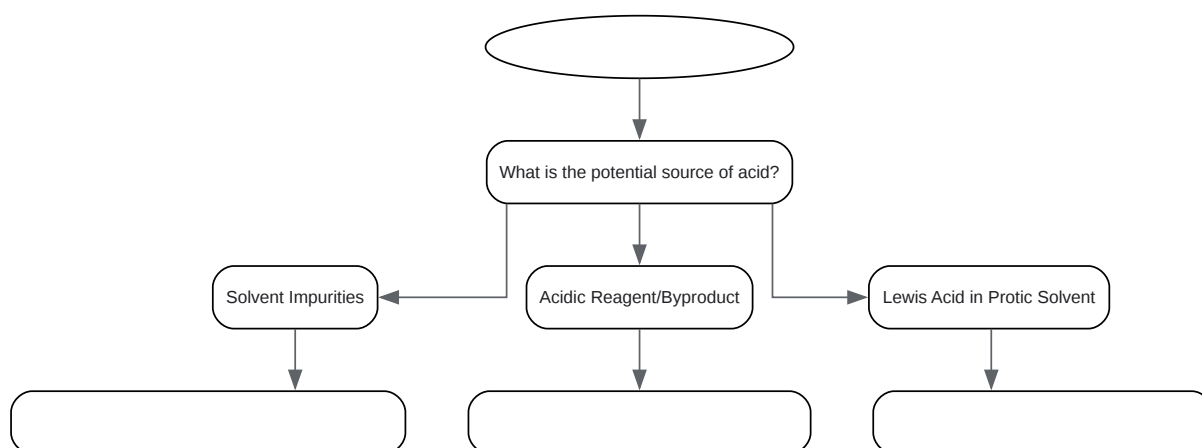 What is the potential source of acid?
Solvent Impurities
Acidic Reagent/Byproduct
Lewis Acid in Protic Solvent